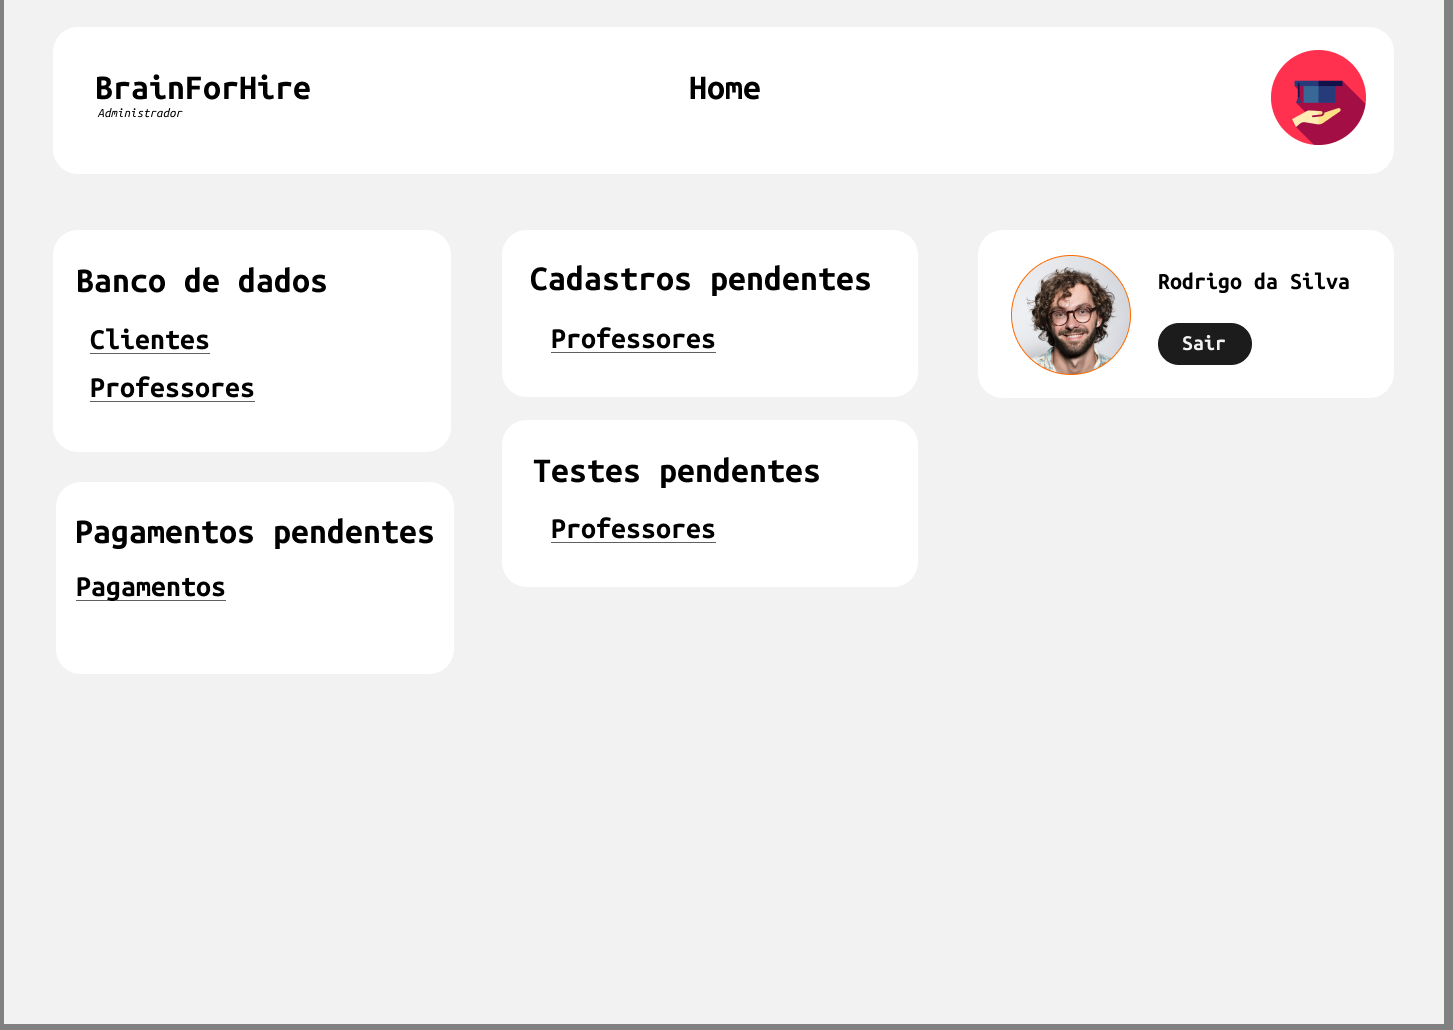 BrainForHire
Administrador
Home
Banco de dados
Clientes
Professores
Pagamentos pendentes
Pagamentos
Cadastros pendentes
Professores
Testes pendentes
Professores
Rodrigo da Silva
Sair